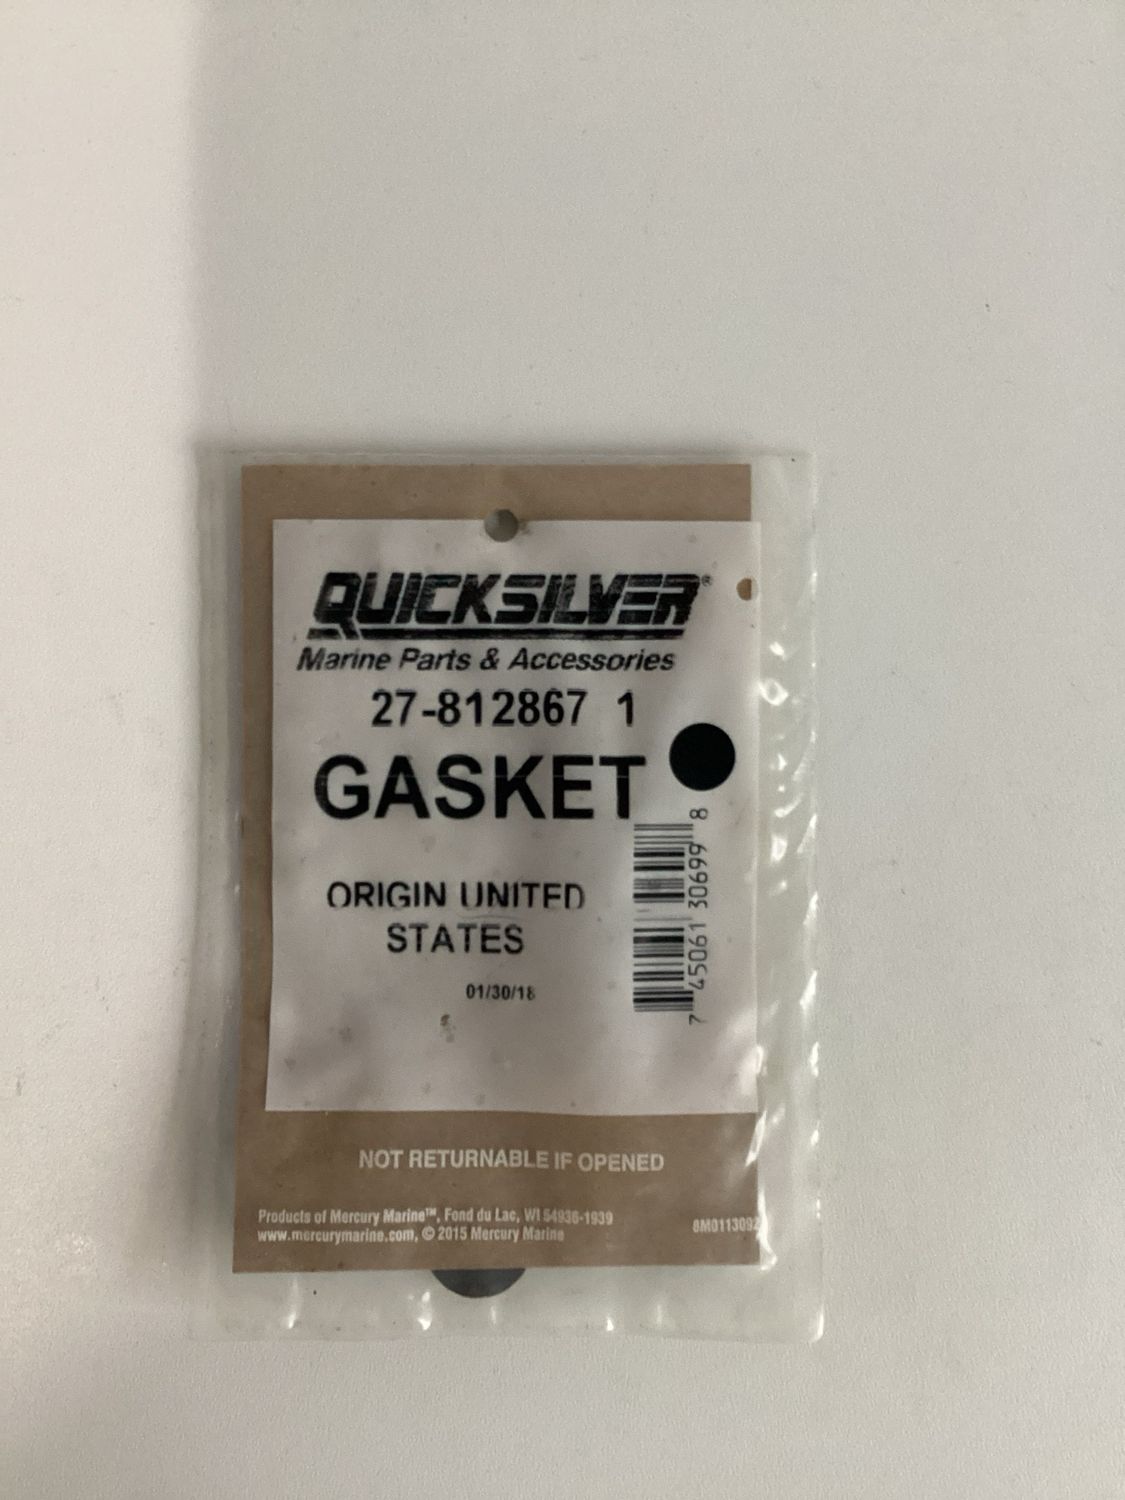 QUICKSILVER®
Marine Parts & Accessories
27-812867 1
GASKET
ORIGIN UNITED
STATES
01/30/18
7 45061 30699 8
NOT RETURNABLE IF OPENED
Products of Mercury Marine™, Fond du Lac, WI 54936-1939
www.mercurymarine.com, © 2015 Mercury Marine
8M0113092